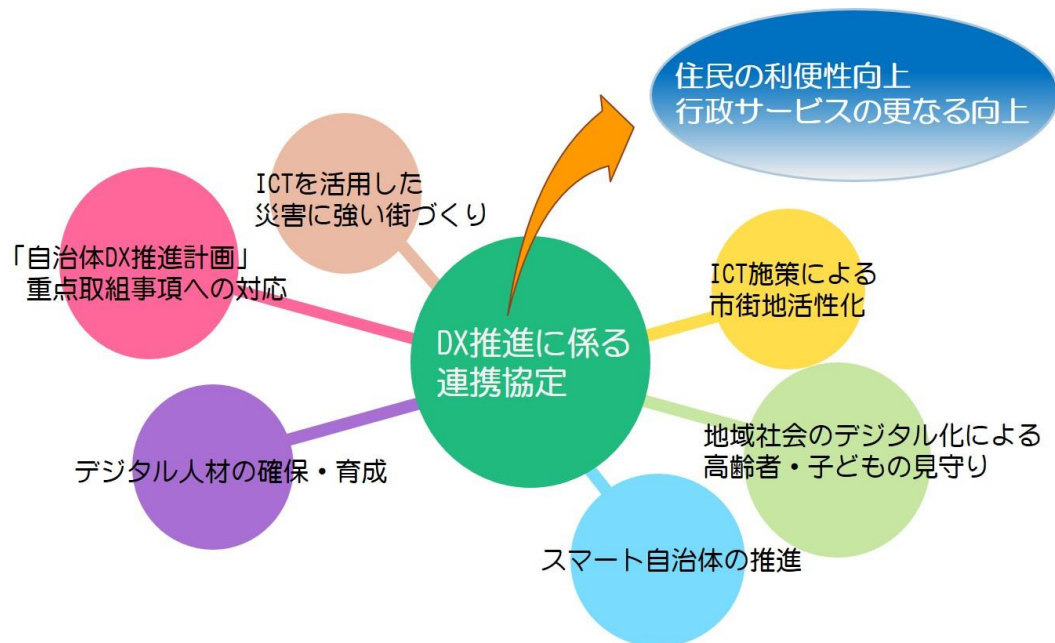 住民の利便性向上
行政サービスの更なる向上
ICTを活用した
災害に強い街づくり
「自治体DX推進計画」
重点取組事項への対応
ICT施策による
市街地活性化
DX推進に係る
連携協定
地域社会のデジタル化による
高齢者・子どもの見守り
デジタル人材の確保・育成
スマート自治体の推進